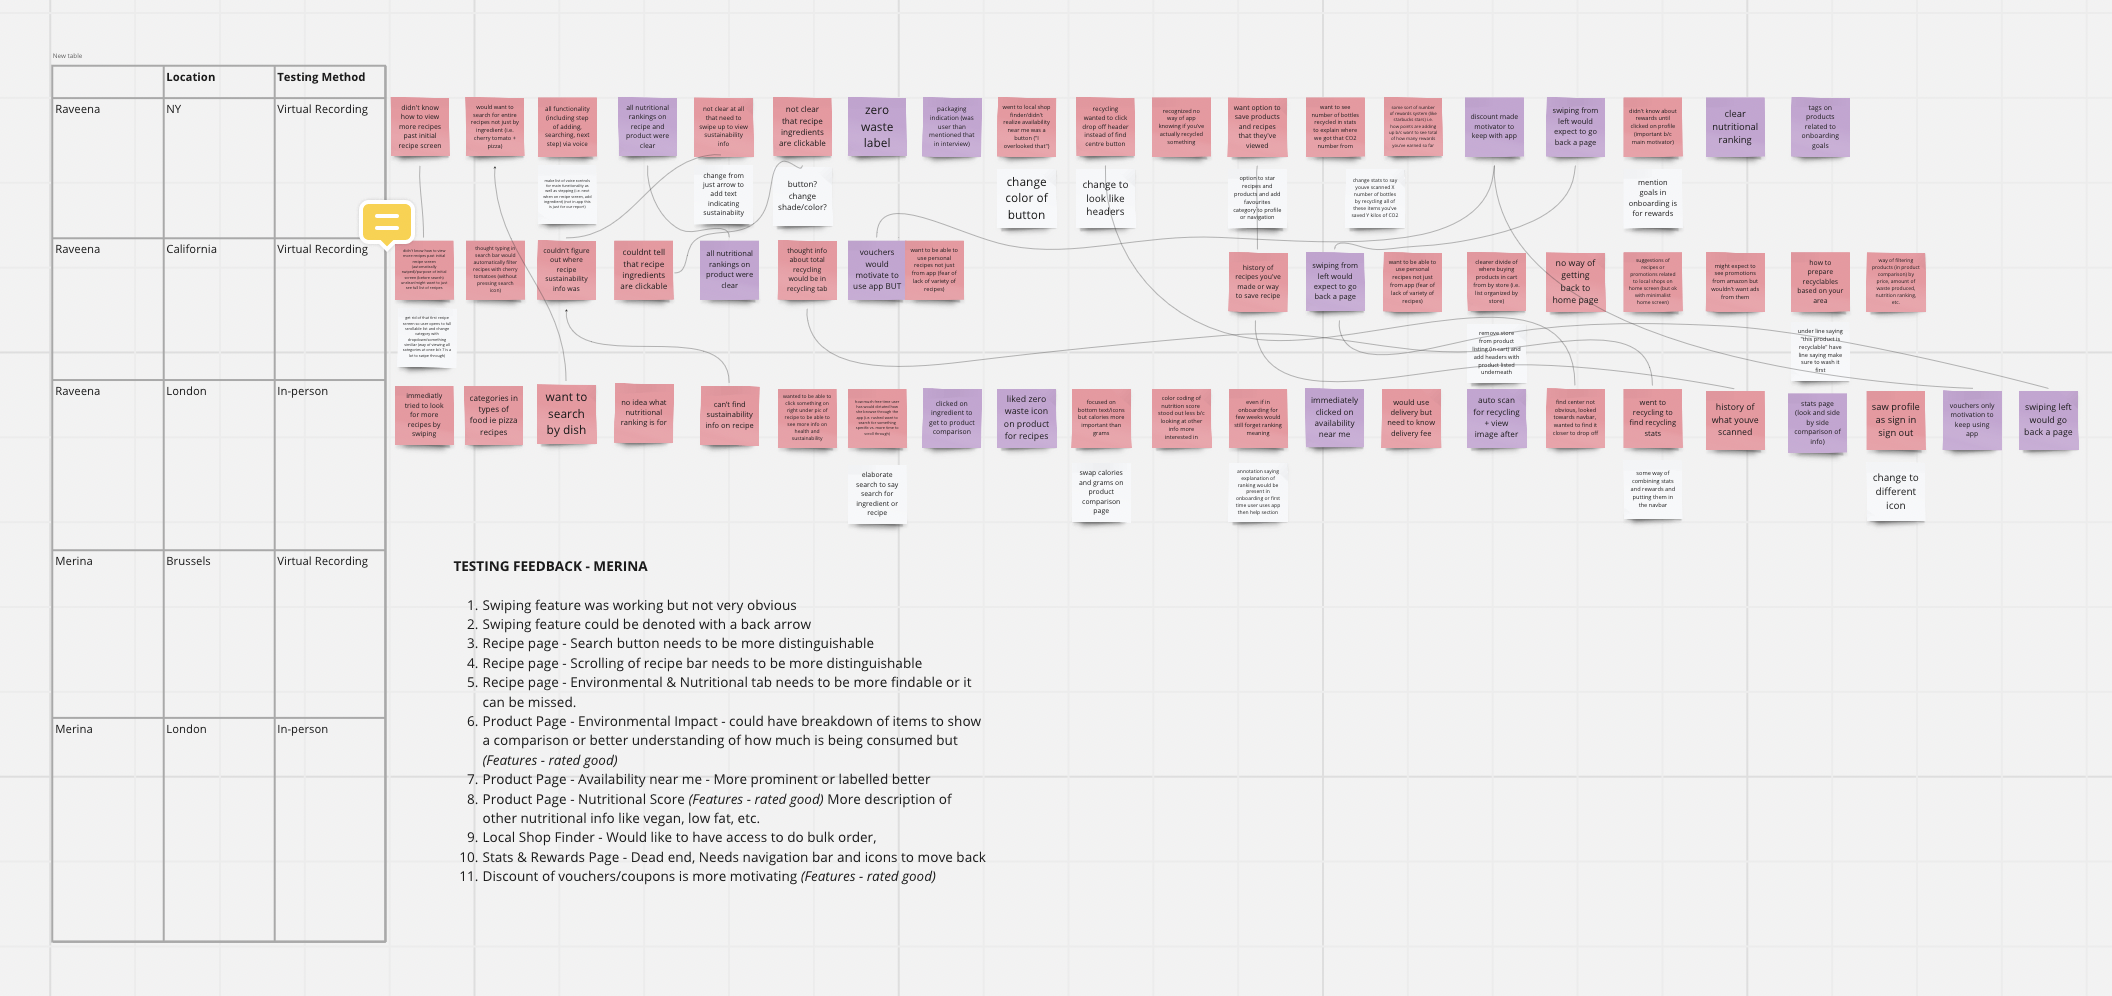 New table
Location
Testing Method
Raveena
NY
Virtual Recording
didn't know
how to view
more recipes
past initial
recipe screen
would want to
search for entire
recipes not just by
ingredient (i.e.
cherry tomato +
pizza)
all functionality
(including step
of adding,
searching, next
step) via voice
all nutritional
rankings on
recipe and
product were
clear
not clear at all
that need to
swipe up to view
sustainability
info
not clear
that recipe
ingredients
are clickable
zero
waste
label
packaging
indication (was
user than
mentioned that
in interview)
went to local shop
finder/didn't
realize availability
near me was a
button ("I
overlooked that")
recycling
wanted to click
drop off header
instead of find
centre button
recognized no
way of app
knowing if you've
actually recycled
something
want option to
save products
and recipes
that they've
viewed
want to see
number of bottles
recycled in stats
to explain where
we got that CO2
number from
some sort of number
of rewards system (like
starbucks stars) i.e.
how points are adding
up b/c want to see total
of how many rewards
you've earned so far
discount made
motivator to
keep with app
swiping from
left would
expect to go
back a page
didn't know about
rewards until
clicked on profile
(important b/c
main motivator)
clear
nutritional
ranking
tags on
products
related to
onboarding
goals
change from
just arrow to
add text
indicating
sustainability
button?
change
shade/color?
change
color of
button
change to
look like
headers
option to star
recipes and
products and add
favourites
category to profile
or navigation
change stats to say
youve scanned X
number of bottles
by recycling all of
these items you've
saved Y kilos of CO2
mention
goals in
onboarding is
for rewards
Raveena
California
Virtual Recording
thought typing in
search bar would
automatically filter
recipes with cherry
tomatoes (without
pressing search
icon)
couldn't figure
out where
recipe
sustainability
info was
couldnt tell
that recipe
ingredients
are clickable
all nutritional
rankings on
product were
clear
thought info
about total
recycling
would be in
recycling tab
vouchers
would
motivate to
use app BUT
want to be able to
use personal
recipes not just
from app (fear of
lack of variety of
recipes)
history of
recipes you've
made or way
to save recipe
swiping from
left would
expect to go
back a page
want to be able to
use personal
recipes not just
from app (fear of
lack of variety of
recipes)
clearer divide of
where buying
products in cart
from by store (i.e.
list organized by
store)
no way of
getting
back to
home page
suggestions of
recipes or
promotions related
to local shops on
home screen (but ok
with minimalist
home screen)
might expect to
see promotions
from amazon but
wouldn't want ads
from them
how to
prepare
recyclables
based on your
area
way of filtering
products (in product
comparison) by
price, amount of
waste produced,
nutrition ranking,
etc.
remove store
from product
listing (in cart) and
add headers with
product listed
underneath
under line saying
"this product is
recyclable" have
line saying make
sure to wash it
first
Raveena
London
In-person
immediatly
tried to look
for more
recipes by
swiping
categories in
types of
food ie pizza
recipes
want to
search
by dish
no idea what
nutritional
ranking is for
can't find
sustainability
info on recipe
wanted to be able to
click something on
right under pic of
recipe to be able to
see more info on
health and
sustainability
clicked on
ingredient to
get to product
comparison
liked zero
waste icon
on product
for recipes
focused on
bottom text/icons
but calories more
important than
grams
color coding of
nutrition score
stood out less b/c
looking at other
info more
interested in
even if in
onboarding for
few weeks would
still forget ranking
meaning
immediately
clicked on
availability
near me
would use
delivery but
need to know
delivery fee
auto scan
for recycling
+ view
image after
find center not
obvious, looked
towards navbar,
wanted to find it
closer to drop off
went to
recycling to
find recycling
stats
history of
what youve
scanned
stats page
(look and side
by side
comparison of
info)
saw profile
as sign in
sign out
vouchers only
motivation to
keep using
app
swiping left
would go
back a page
elaborate
search to say
search for
ingredient or
recipe
swap calories
and grams on
product
comparison
page
annotation saying
explanation of
ranking would be
present in
onboarding or first
time user uses app
then help section
some way of
combining stats
and rewards and
putting them in
the navbar
change to
different
icon
Merina
Brussels
Virtual Recording
Merina
London
In-person
TESTING FEEDBACK - MERINA
1. Swiping feature was working but not very obvious
2. Swiping feature could be denoted with a back arrow
3. Recipe page - Search button needs to be more distinguishable
4. Recipe page - Scrolling of recipe bar needs to be more distinguishable
5. Recipe page - Environmental & Nutritional tab needs to be more findable or it
can be missed.
6. Product Page - Environmental Impact - could have breakdown of items to show
a comparison or better understanding of how much is being consumed but
(Features - rated good)
7. Product Page - Availability near me - More prominent or labelled better
8. Product Page - Nutritional Score (Features - rated good) More description of
other nutritional info like vegan, low fat, etc.
9. Local Shop Finder - Would like to have access to do bulk order,
10. Stats & Rewards Page - Dead end, Needs navigation bar and icons to move back
11. Discount of vouchers/coupons is more motivating (Features - rated good)